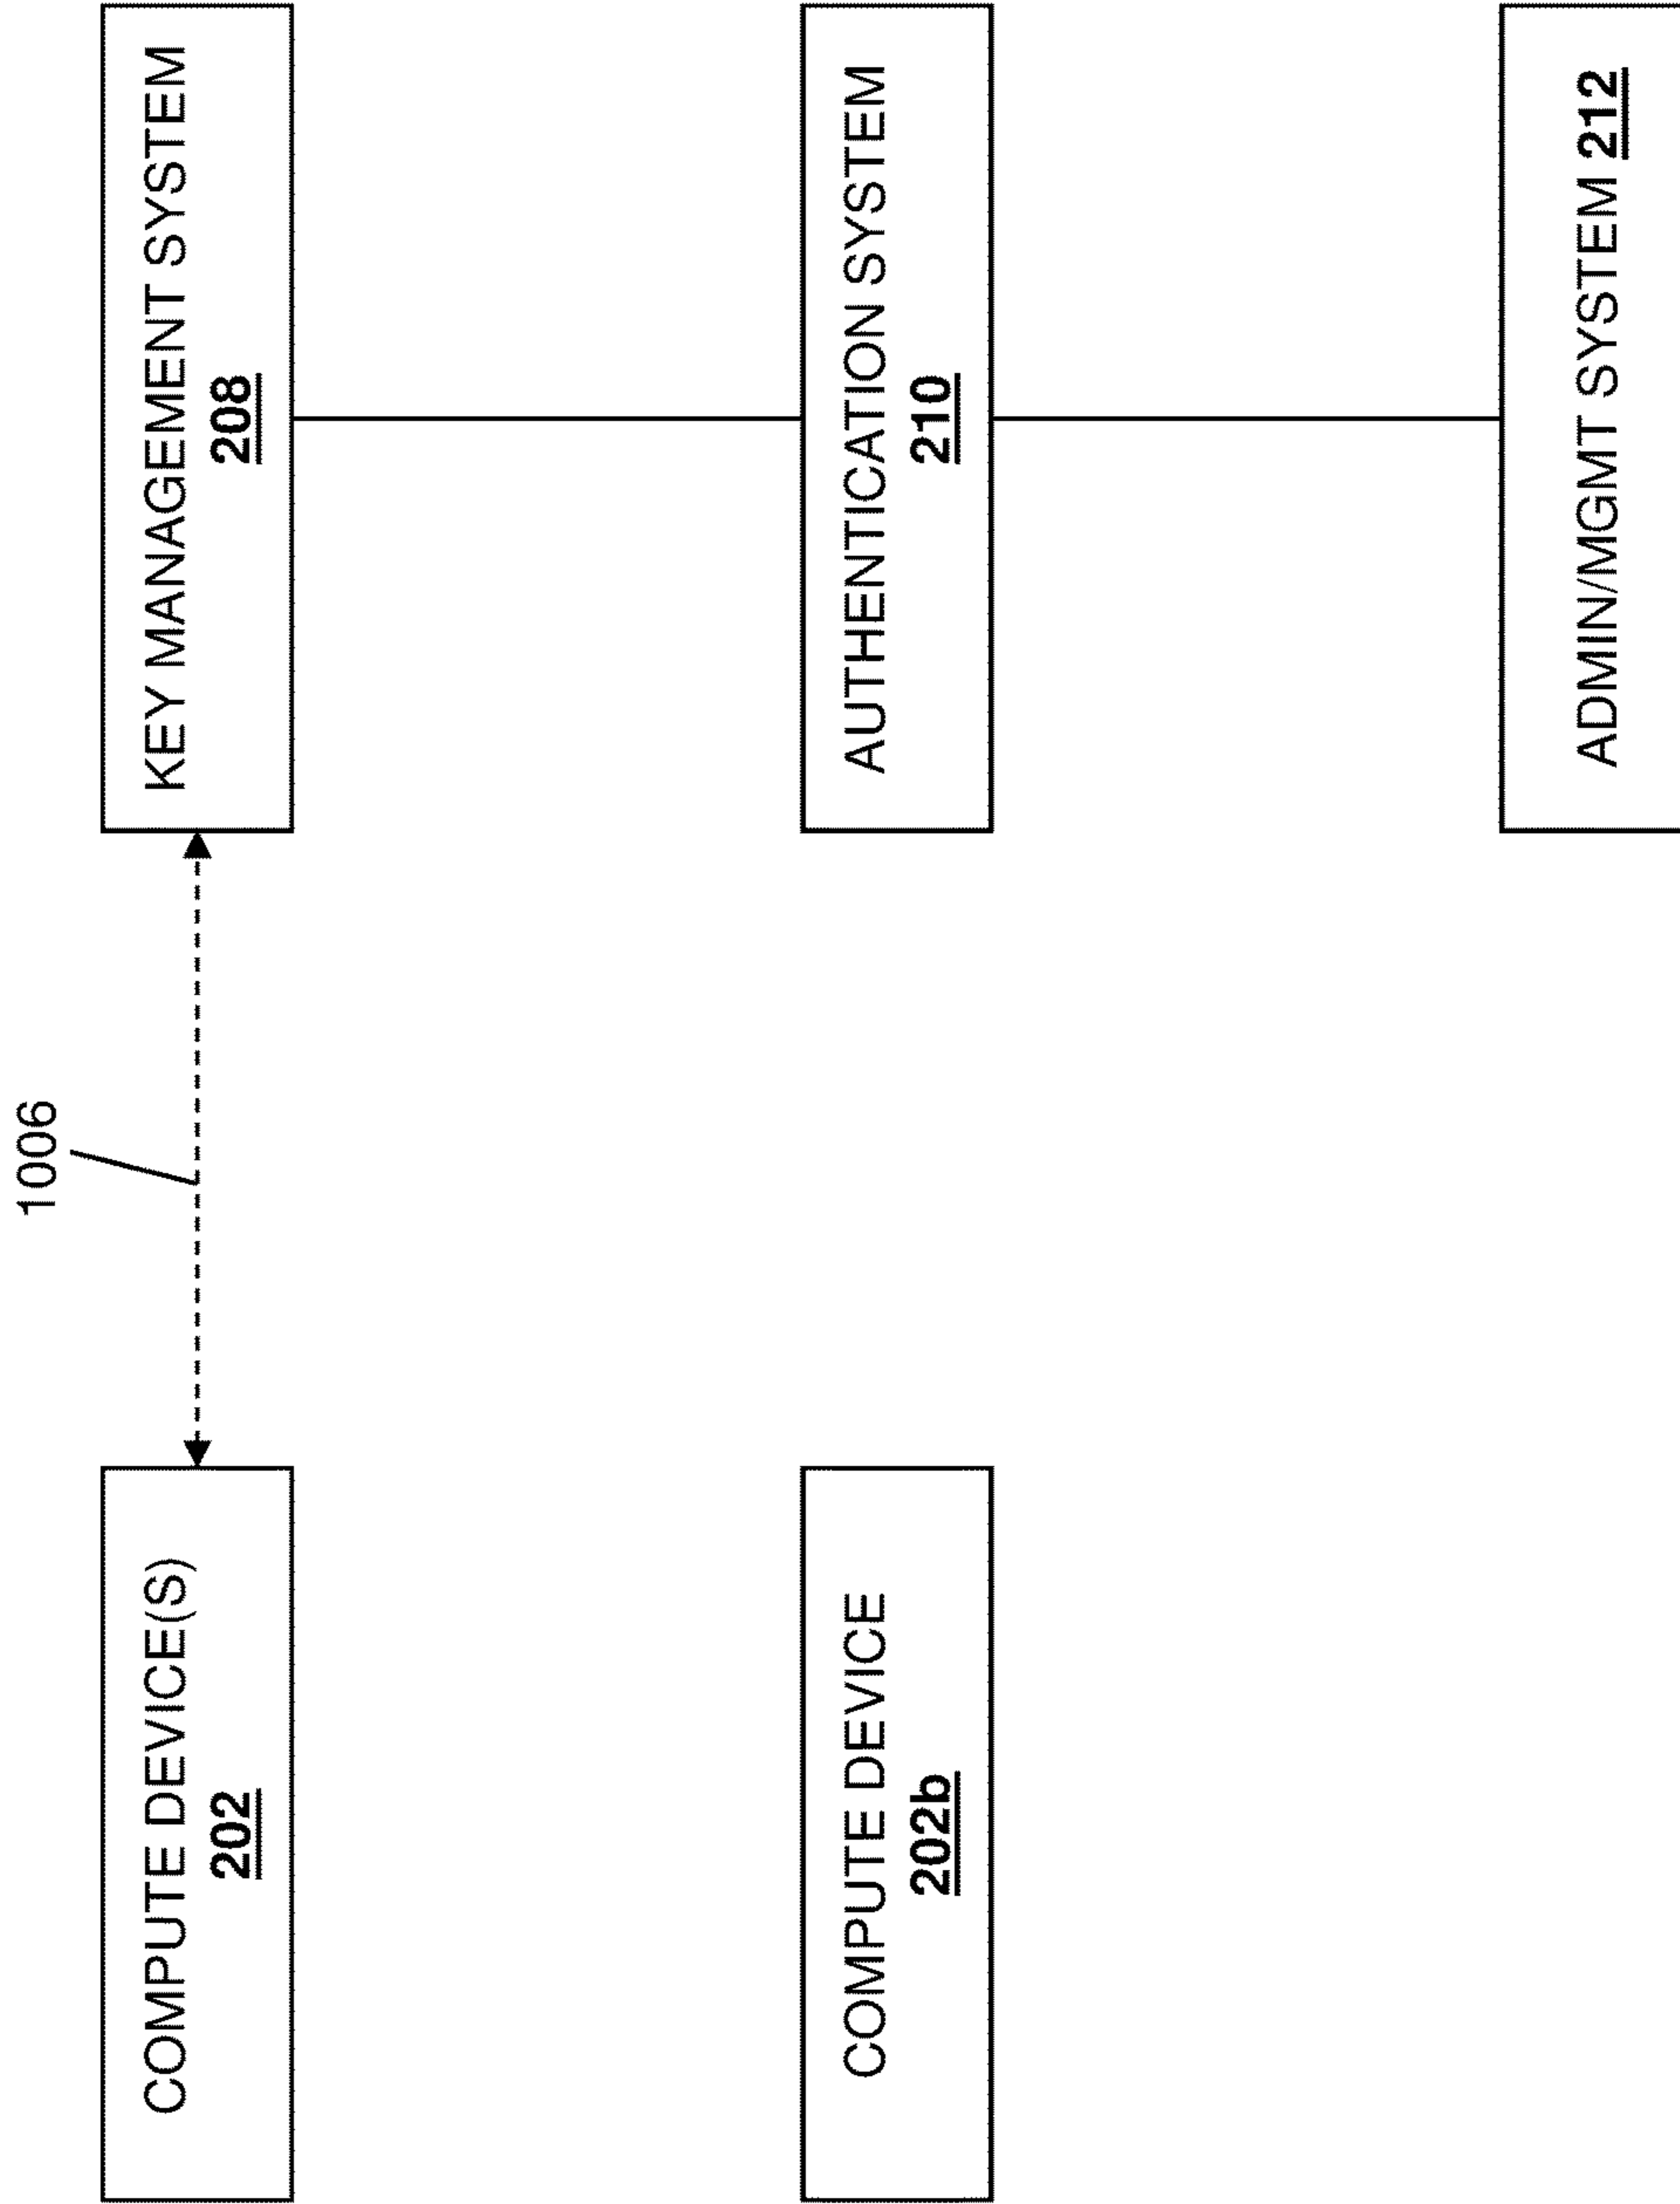 1006
COMPUTE DEVICE(S)
202
KEY MANAGEMENT SYSTEM
208
COMPUTE DEVICE
202b
AUTHENTICATION SYSTEM
210
ADMIN/MGMT SYSTEM 212